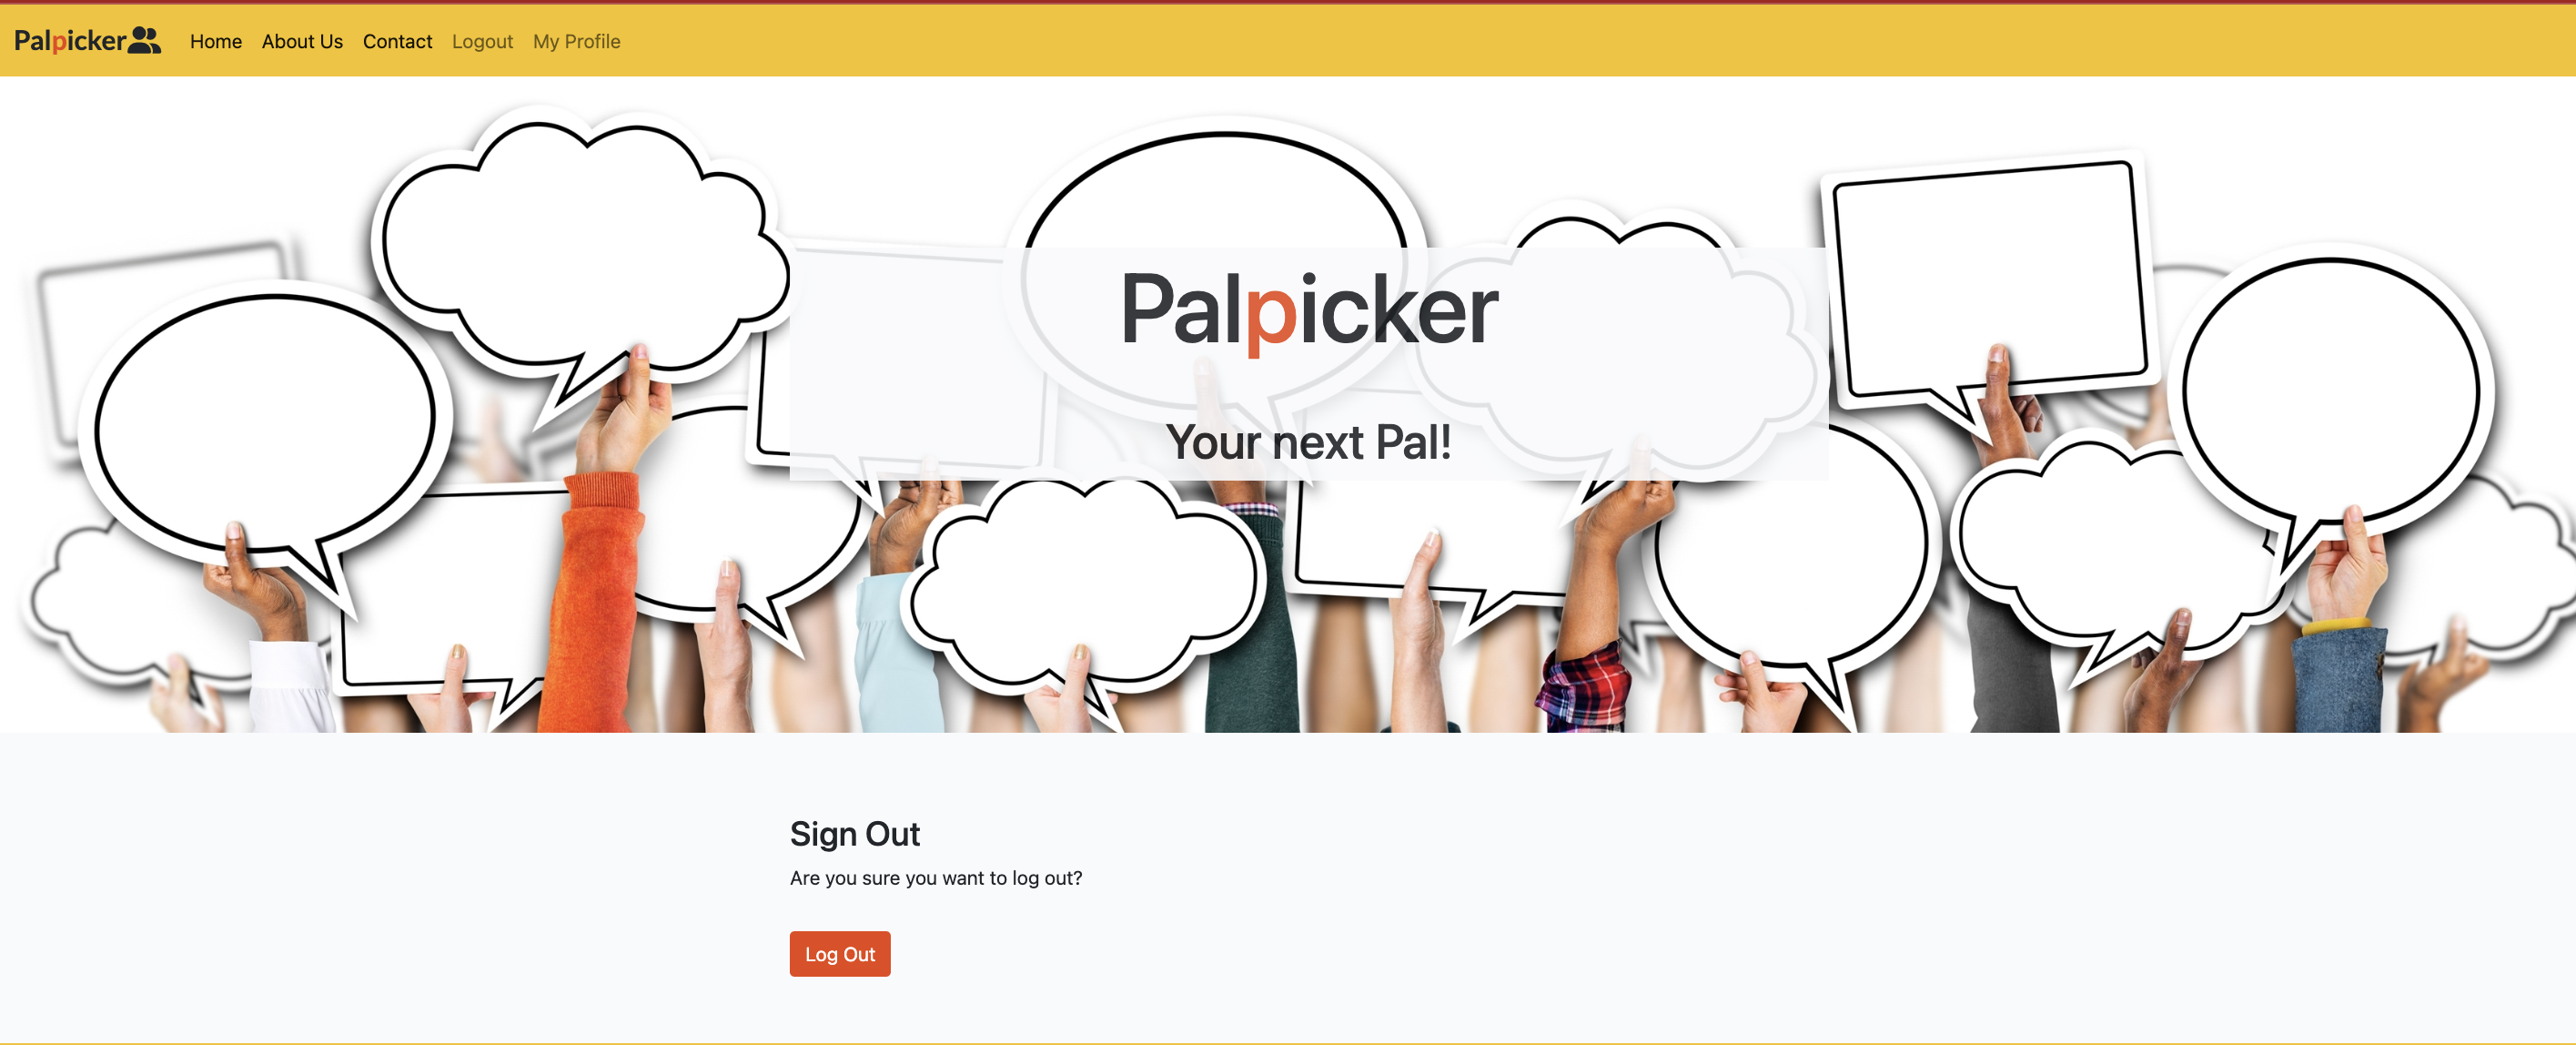 Palpicker Home About Us Contact Logout My Profile
Palpicker
Your next Pal!
Sign Out
Are you sure you want to log out?
Log Out